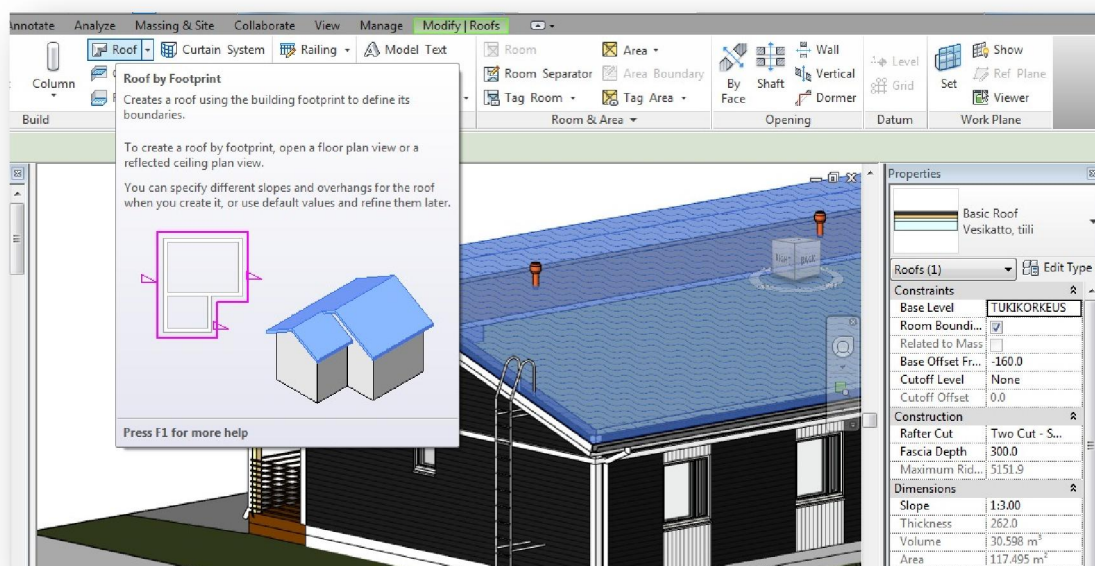 Annotate Analyze Massing & Site Collaborate View Manage Modify | Roofs
Roof Curtain System Railing Model Text Room Area Wall Show
Column Room Separator Area Boundary By Face Shaft Vertical Level Set Ref Plane
Tag Room Tag Area Dormer Grid Viewer
Build Room & Area Opening Datum Work Plane
Roof by Footprint
Creates a roof using the building footprint to define its
boundaries.
To create a roof by footprint, open a floor plan view or a
reflected ceiling plan view.
You can specify different slopes and overhangs for the roof
when you create it, or use default values and refine them later.
Press F1 for more help
RIGHT BACK
Properties
Basic Roof
Vesikatto, tiili
Roofs (1) Edit Type
Constraints
Base Level TUKIKORKEUS
Room Boundi...
Related to Mass
Base Offset Fr... -160.0
Cutoff Level None
Cutoff Offset 0.0
Construction
Rafter Cut Two Cut - S...
Fascia Depth 300.0
Maximum Rid... 5151.9
Dimensions
Slope 1:3.00
Thickness 262.0
Volume 30.598 m³
Area 117.495 m²